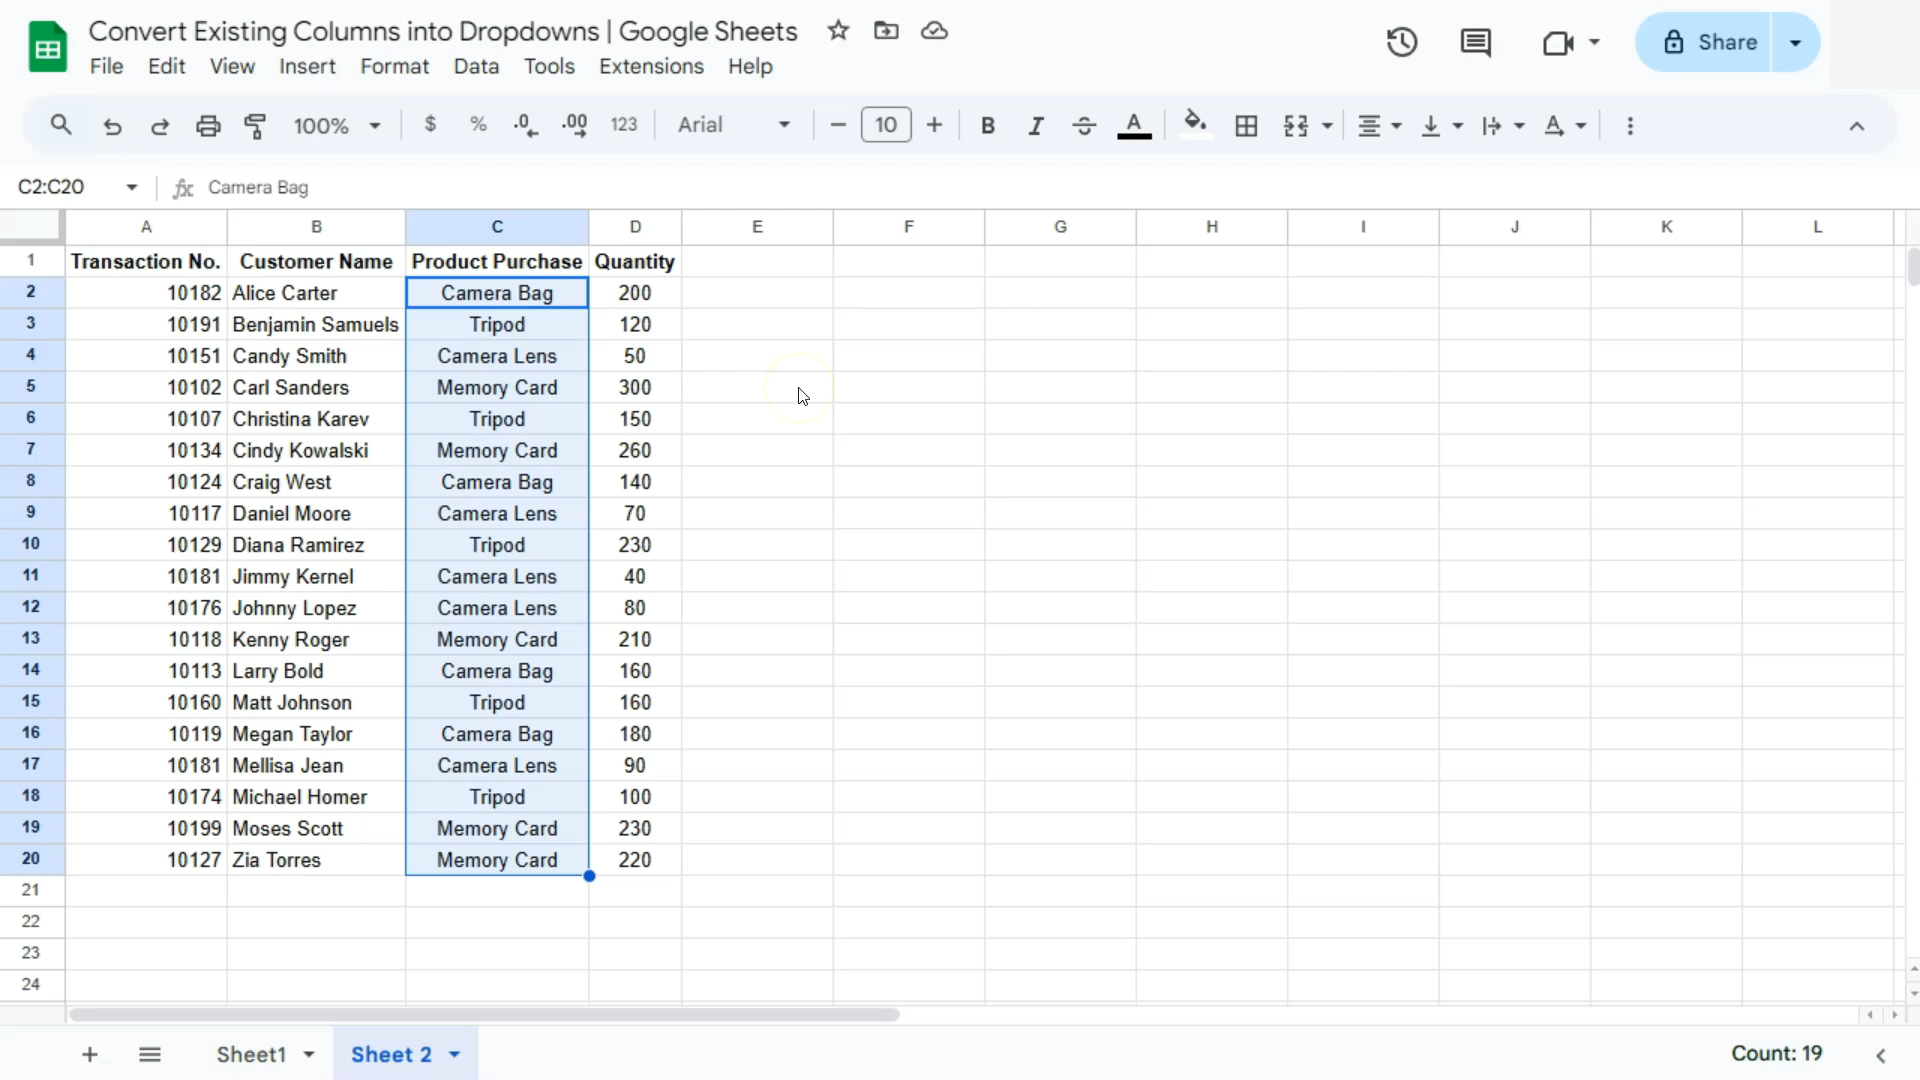 Convert Existing Columns into Dropdowns | Google Sheets
File Edit View Insert Format Data Tools Extensions Help
Share
100% $ % .0 .00 123 Arial 10 B I A A
C2:C20 fx Camera Bag
A B C D E F G H I J K L
1 Transaction No. Customer Name Product Purchase Quantity
2 10182 Alice Carter Camera Bag 200
3 10191 Benjamin Samuels Tripod 120
4 10151 Candy Smith Camera Lens 50
5 10102 Carl Sanders Memory Card 300
6 10107 Christina Karev Tripod 150
7 10134 Cindy Kowalski Memory Card 260
8 10124 Craig West Camera Bag 140
9 10117 Daniel Moore Camera Lens 70
10 10129 Diana Ramirez Tripod 230
11 10181 Jimmy Kernel Camera Lens 40
12 10176 Johnny Lopez Camera Lens 80
13 10118 Kenny Roger Memory Card 210
14 10113 Larry Bold Camera Bag 160
15 10160 Matt Johnson Tripod 160
16 10119 Megan Taylor Camera Bag 180
17 10181 Mellisa Jean Camera Lens 90
18 10174 Michael Homer Tripod 100
19 10199 Moses Scott Memory Card 230
20 10127 Zia Torres Memory Card 220
21
22
23
24
Sheet1 Sheet 2 Count: 19